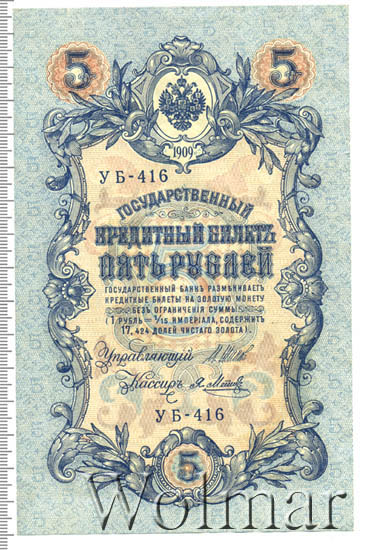 5 5
1909
УБ-416
ГОСУДАРСТВЕННЫЙ
КРЕДИТНЫЙ БИЛЕТЪ
ПЯТЬ РУБЛЕЙ
ГОСУДАРСТВЕННЫЙ БАНКЪ РАЗМѢНИВАЕТЪ
КРЕДИТНЫЕ БИЛЕТЫ НА ЗОЛОТУЮ МОНЕТУ
БЕЗЪ ОГРАНИЧЕНІЯ СУММЫ
(1 РУБЛЬ = 1/15 ИМПЕРІАЛА, СОДЕРЖИТЪ
17,424 ДОЛЕЙ ЧИСТАГО ЗОЛОТА).
Управляющій
Кассиръ
УБ-416
5
Wolmar